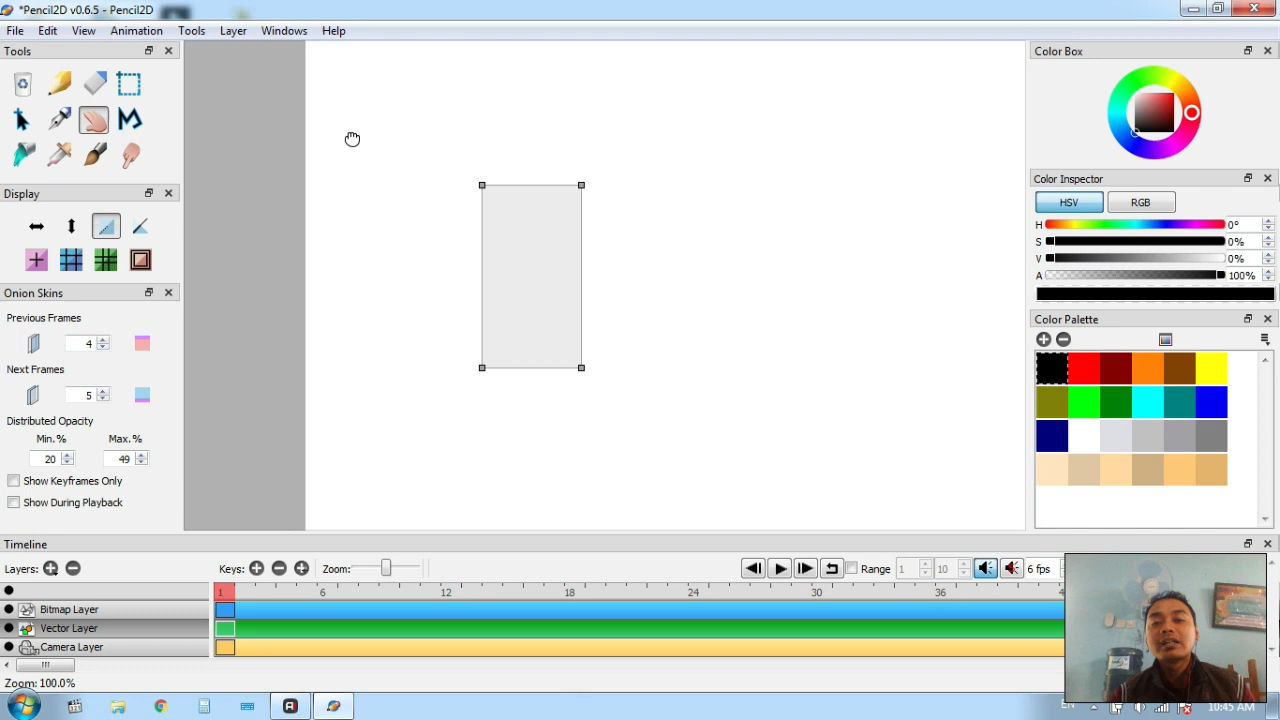 *Pencil2D v0.6.5 - Pencil2D
File Edit View Animation Tools Layer Windows Help
Tools
Color Box
Color Inspector
HSV RGB
H 0°
S 0%
V 0%
A 100%
Display
Onion Skins
Previous Frames
4
Next Frames
5
Distributed Opacity
Min. % Max. %
20 49
Show Keyframes Only
Show During Playback
Color Palette
Timeline
Layers: Keys: Zoom: Range 1 10 6 fps
1 6 12 18 24 30 36
Bitmap Layer
Vector Layer
Camera Layer
Zoom: 100.0%
EN 10:45 AM